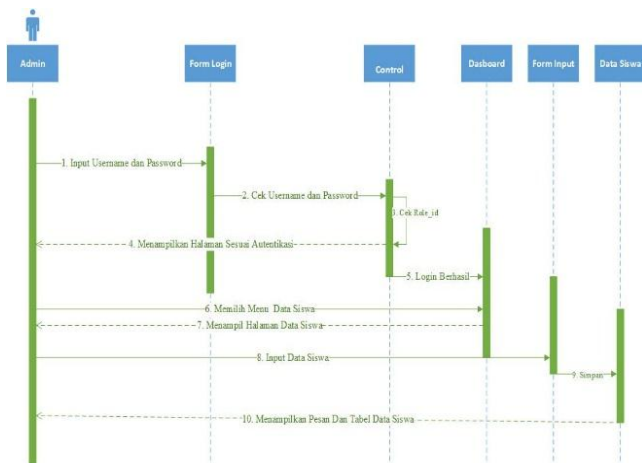 Admin
Form Login
Control
Dasboard
Form Input
Data Siswa
1. Input Username dan Password
2. Cek Username dan Password
3. Cek Role_id
4. Menampilkan Halaman Sesuai Autentikasi
5. Login Berhasil
6. Memilih Menu Data Siswa
7. Menampil Halaman Data Siswa
8. Input Data Siswa
9. Simpan
10. Menampilkan Pesan Dan Tabel Data Siswa